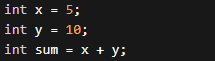 int x = 5;
int y = 10;
int sum = x + y;